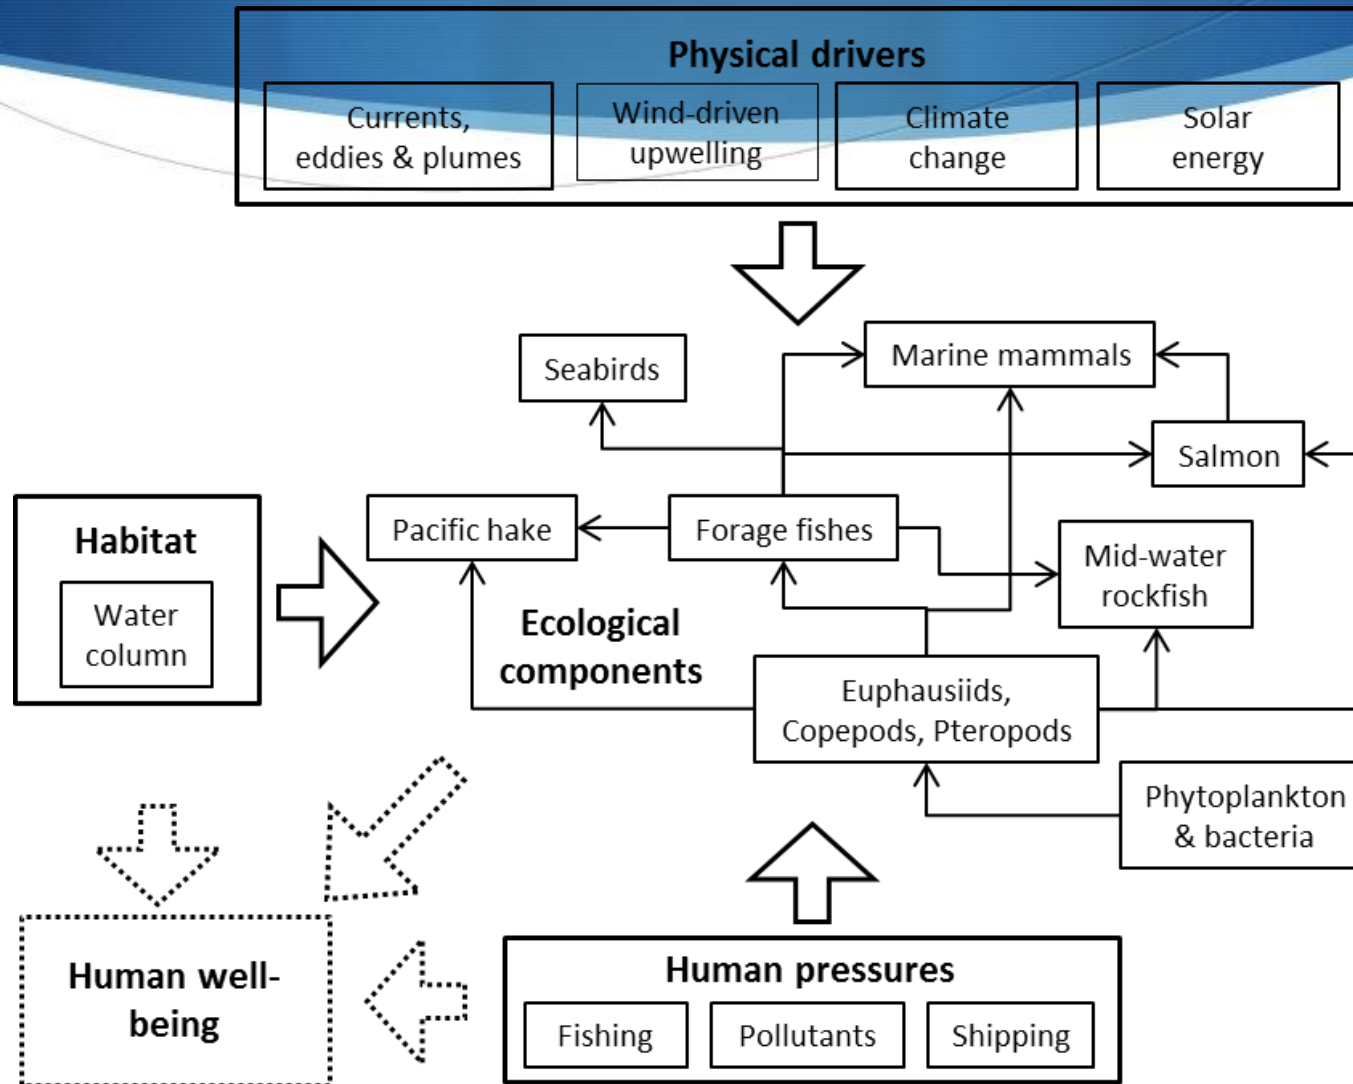 Physical drivers
Currents,
eddies & plumes
Wind-driven
upwelling
Climate
change
Solar
energy
Seabirds
Marine mammals
Salmon
Habitat
Water
column
Pacific hake
Forage fishes
Mid-water
rockfish
Ecological
components
Euphausiids,
Copepods, Pteropods
Phytoplankton
& bacteria
Human well-
being
Human pressures
Fishing
Pollutants
Shipping